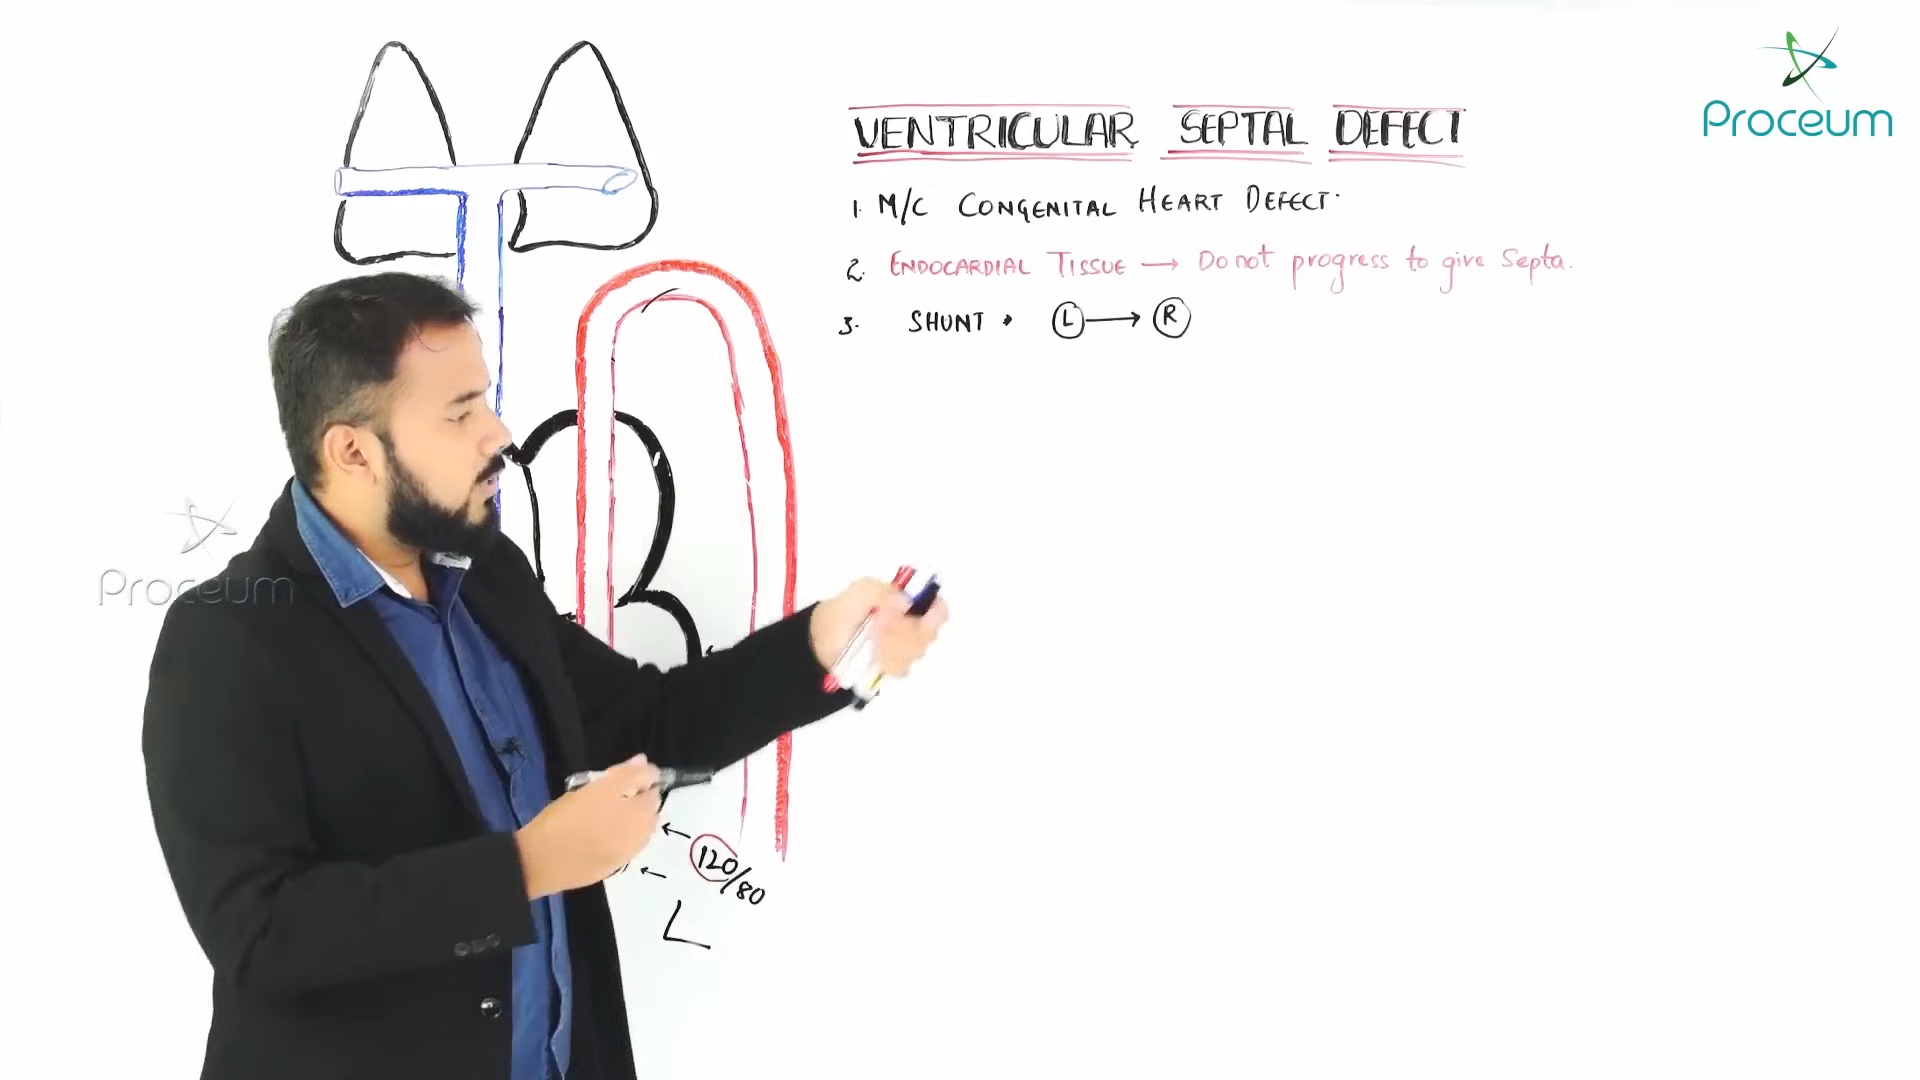 VENTRICULAR SEPTAL DEFECT
1. M/C CONGENITAL HEART DEFECT.
2. ENDOCARDIAL TISSUE → Do not progress to give Septa.
3. SHUNT • L → R
120/80
L
Proceum
Proceum